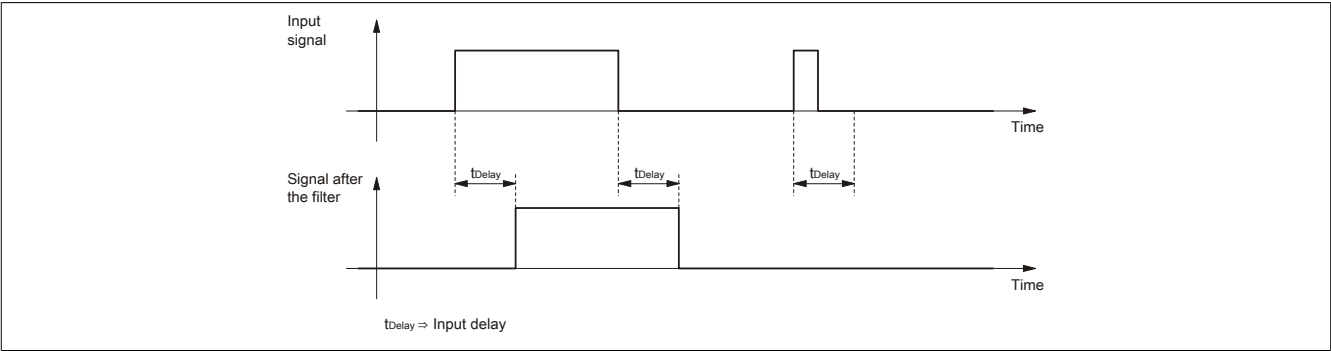 Input
signal
Time
tDelay
tDelay
tDelay
Signal after
the filter
Time
tDelay ⇒ Input delay